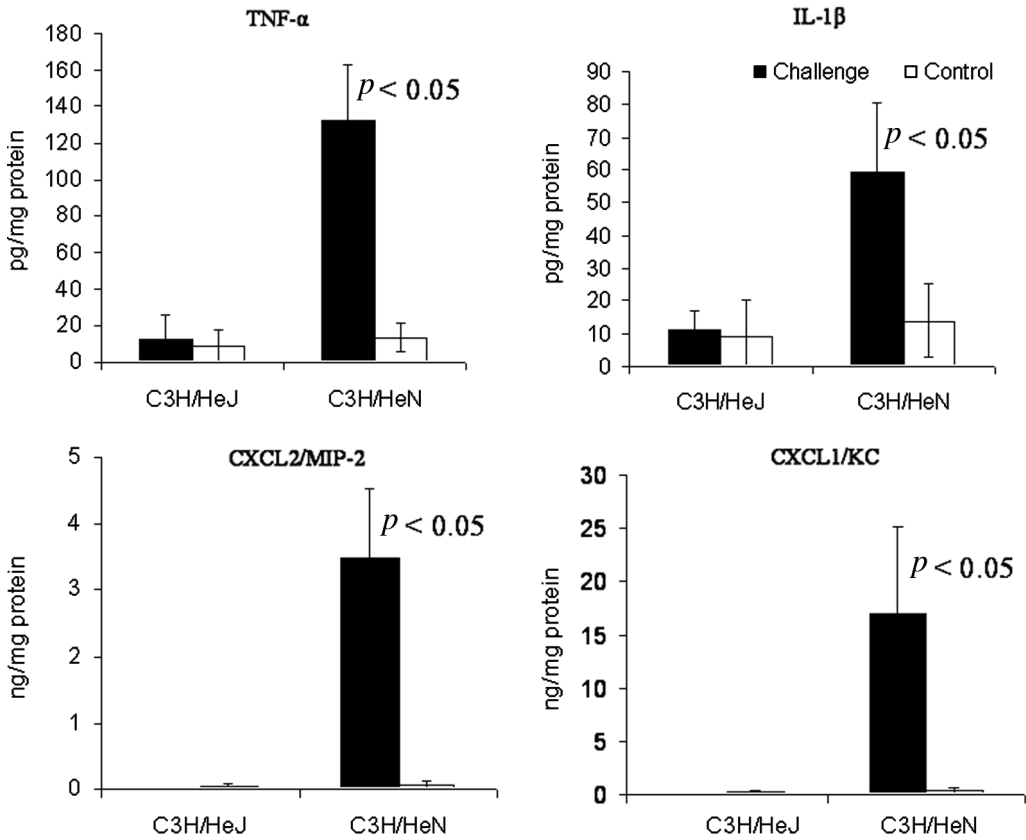 TNF-α
180
160
140
120
100
80
60
40
20
0
pg/mg protein
p < 0.05
C3H/HeJ
C3H/HeN
IL-1β
90
80
70
60
50
40
30
20
10
0
pg/mg protein
Challenge
Control
p < 0.05
C3H/HeJ
C3H/HeN
CXCL2/MIP-2
5
4
3
2
1
0
ng/mg protein
p < 0.05
C3H/HeJ
C3H/HeN
CXCL1/KC
30
25
20
15
10
5
0
ng/mg protein
p < 0.05
C3H/HeJ
C3H/HeN